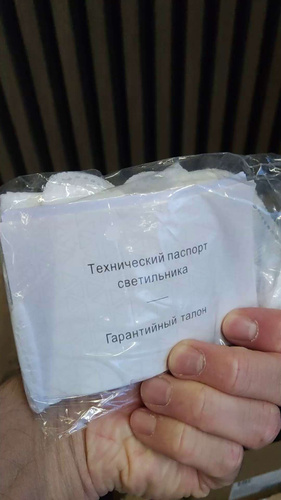 Технический паспорт
светильника
Гарантийный талон